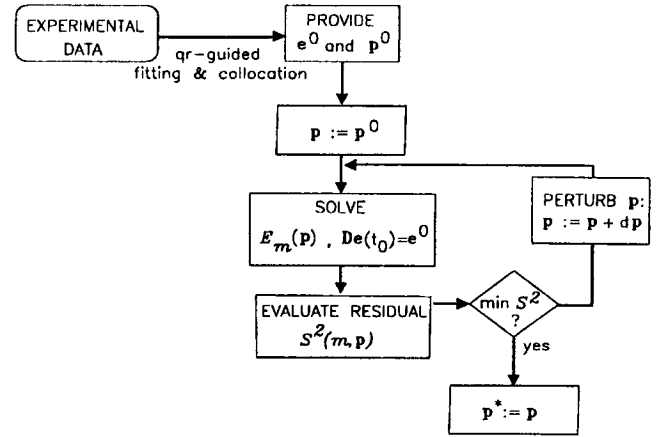 EXPERIMENTAL
DATA
qr-guided
fitting & collocation
PROVIDE
e⁰ and p⁰
p := p⁰
SOLVE
Eₘ(p) , De(t₀)=e⁰
PERTURB p:
p := p + dp
EVALUATE RESIDUAL
S²(m,p)
min S²
?
yes
p*:= p